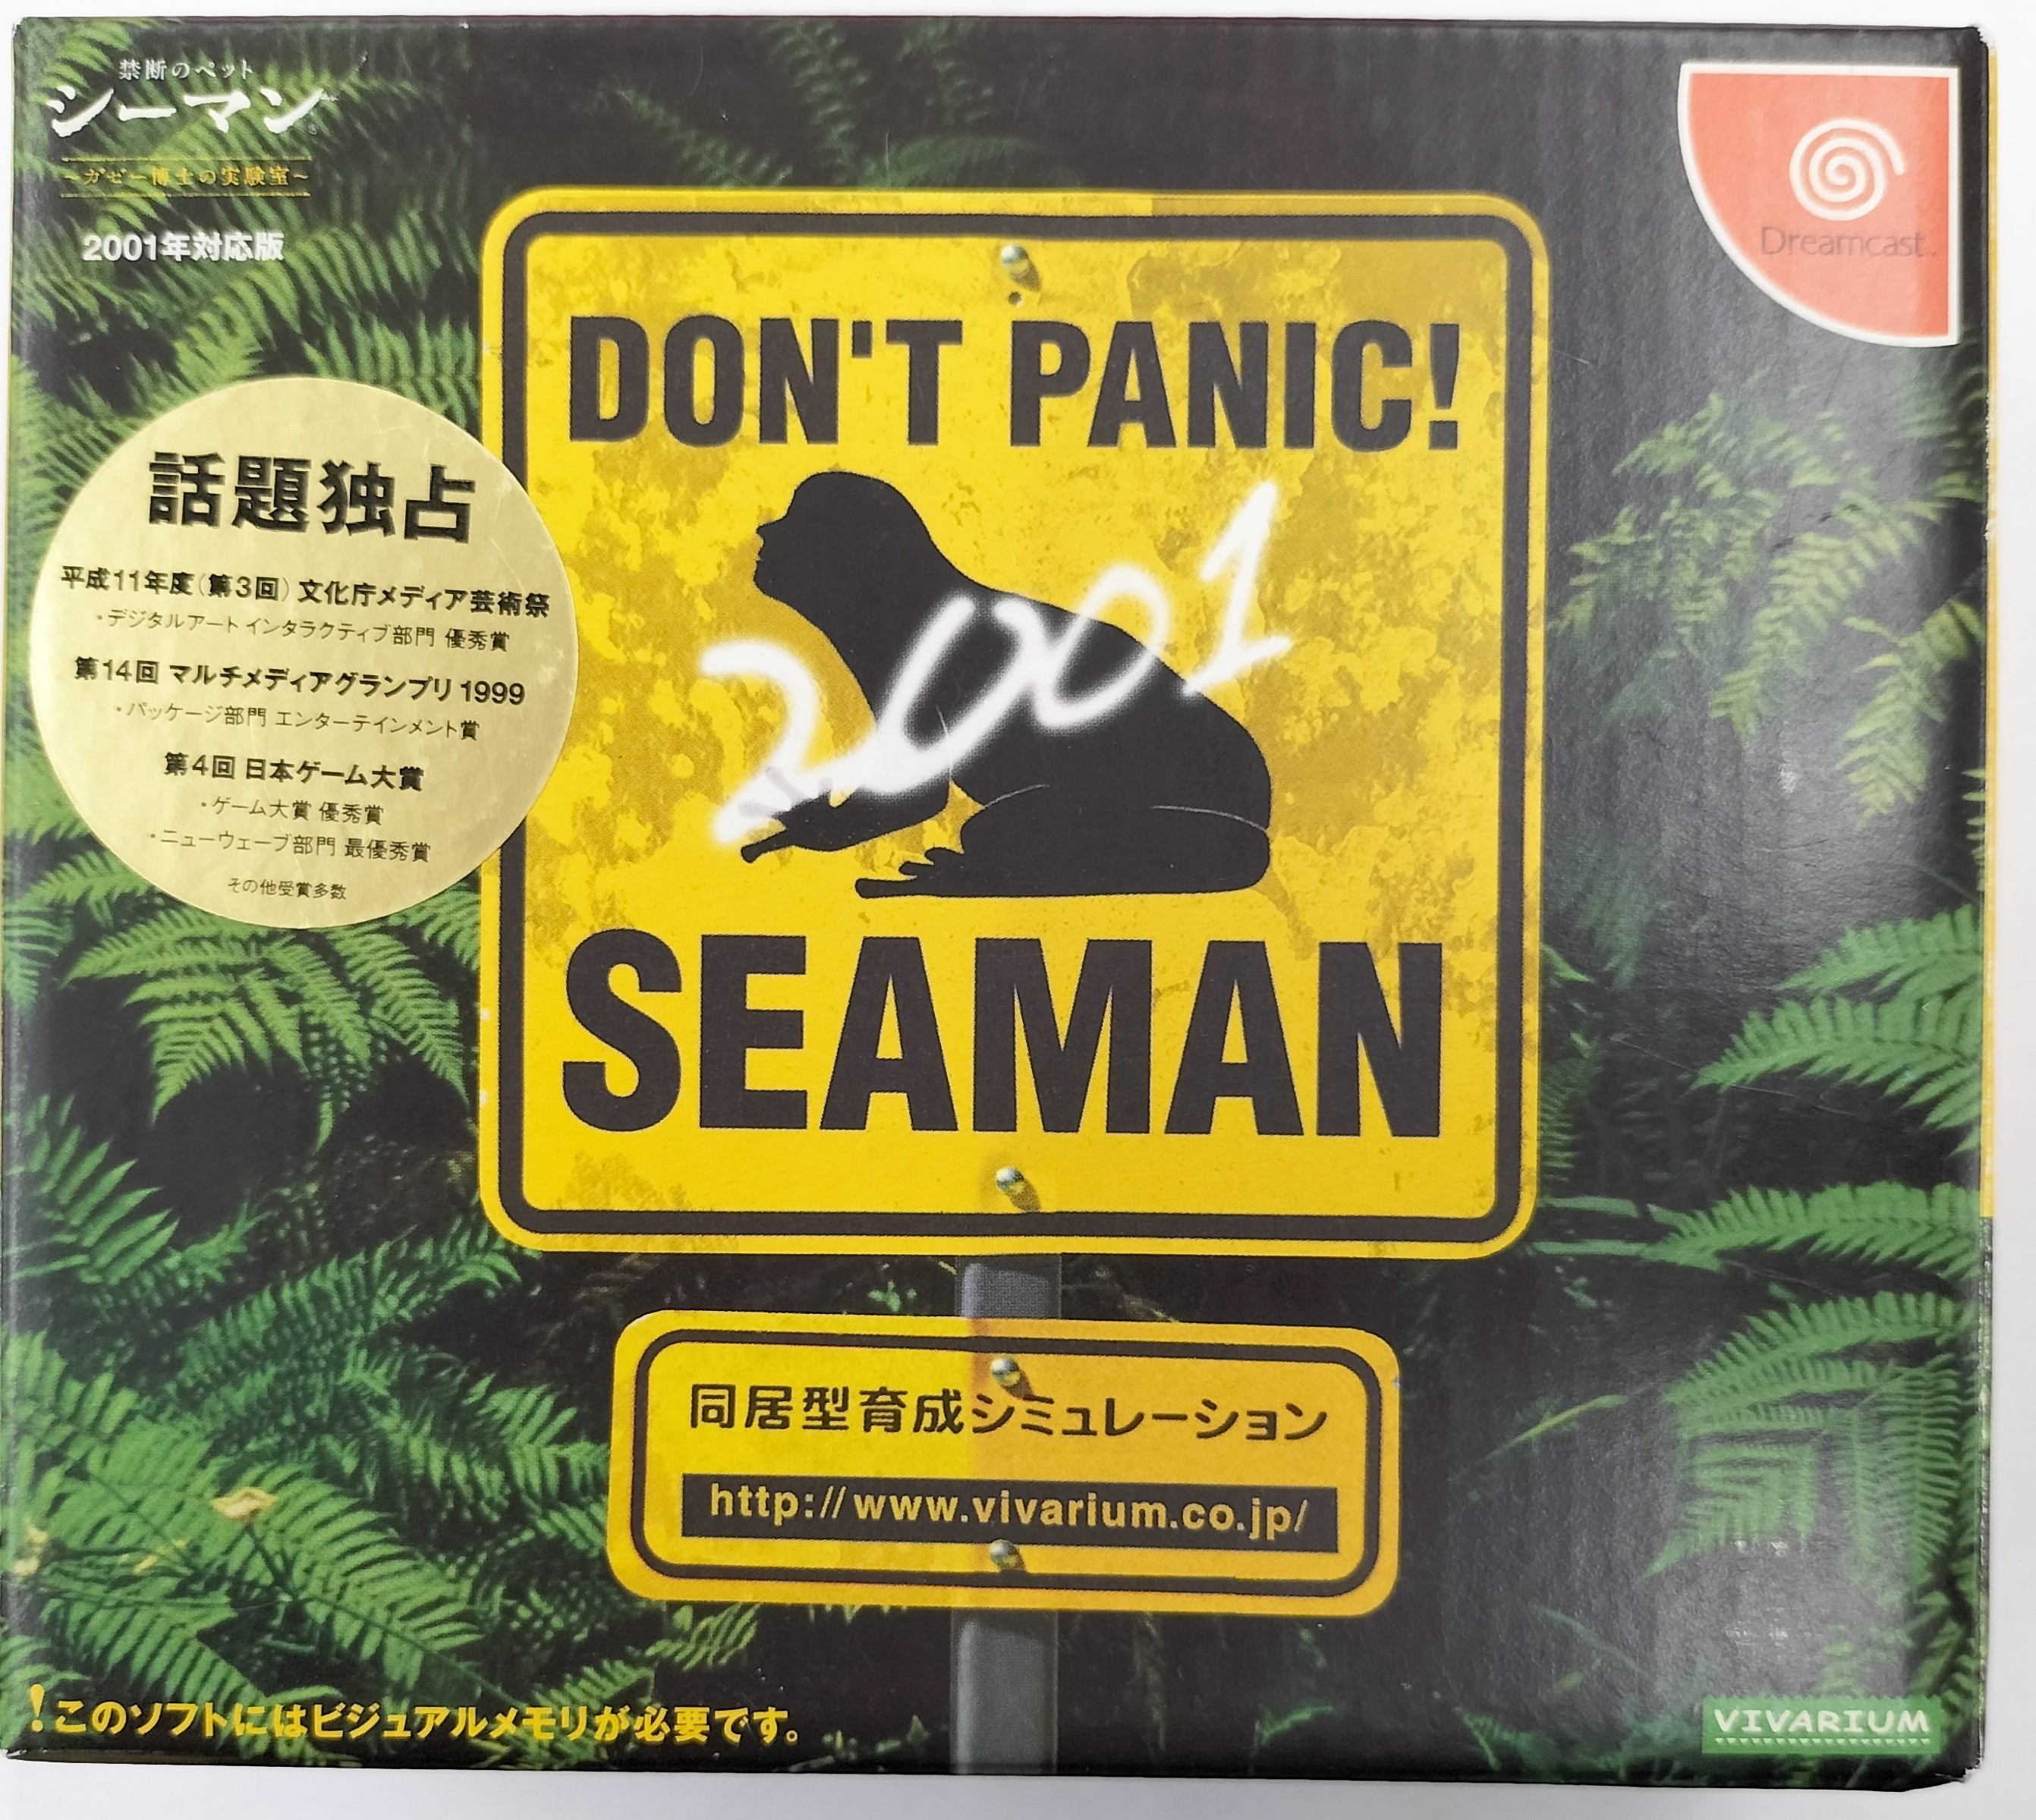 禁断のペット
シーマン
~ガゼー博士の実験室~
2001年対応版
Dreamcast™
DON'T PANIC!
2001
SEAMAN
話題独占
平成11年度(第3回) 文化庁メディア芸術祭
・デジタルアート インタラクティブ部門 優秀賞
第14回 マルチメディアグランプリ 1999
・パッケージ部門 エンターテインメント賞
第4回 日本ゲーム大賞
・ゲーム大賞 優秀賞
・ニューウェーブ部門 最優秀賞
その他受賞多数
同居型育成シミュレーション
http://www.vivarium.co.jp/
!このソフトにはビジュアルメモリが必要です。
VIVARIUM